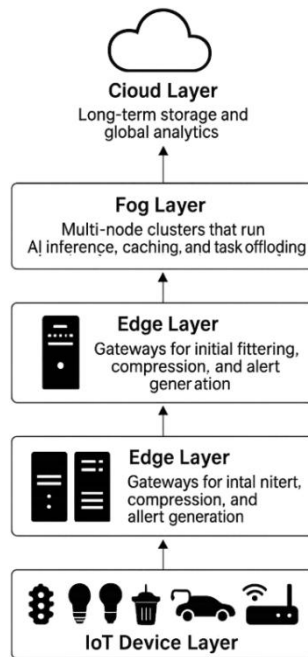 Cloud Layer
Long-term storage and
global analytics
Fog Layer
Multi-node clusters that run
AI inference, caching, and task offloding
Edge Layer
Gateways for initial fittering,
compression, and alert
generation
Edge Layer
Gateways for intal nitert,
compression, and
allert generation
IoT Device Layer